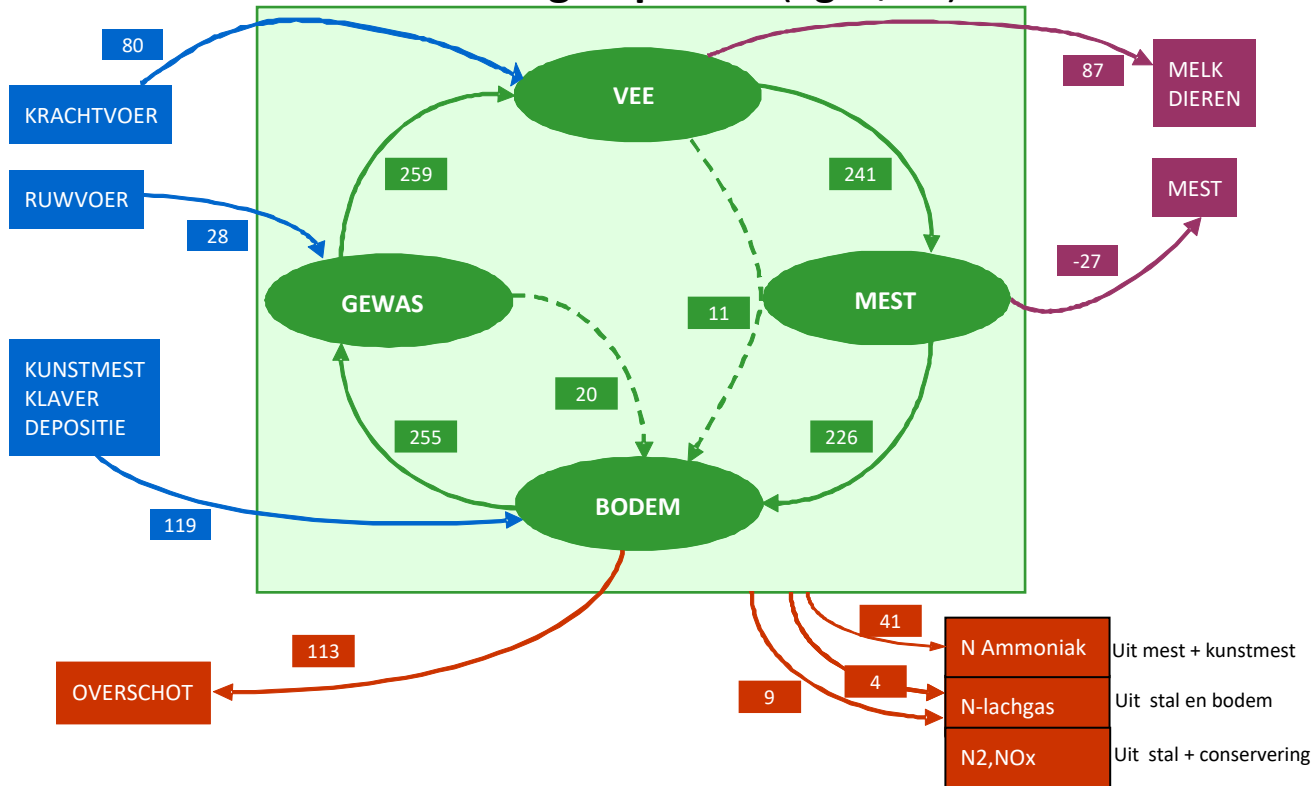 80
KRACHTVOER
VEE
87
MELK
DIEREN
259
241
RUWVOER
MEST
28
-27
GEWAS
MEST
11
KUNSTMEST
KLAVER
DEPOSITIE
20
255
226
BODEM
119
41
N Ammoniak
Uit mest + kunstmest
113
4
OVERSCHOT
9
N-lachgas
Uit stal en bodem
N2,NOx
Uit stal + conservering